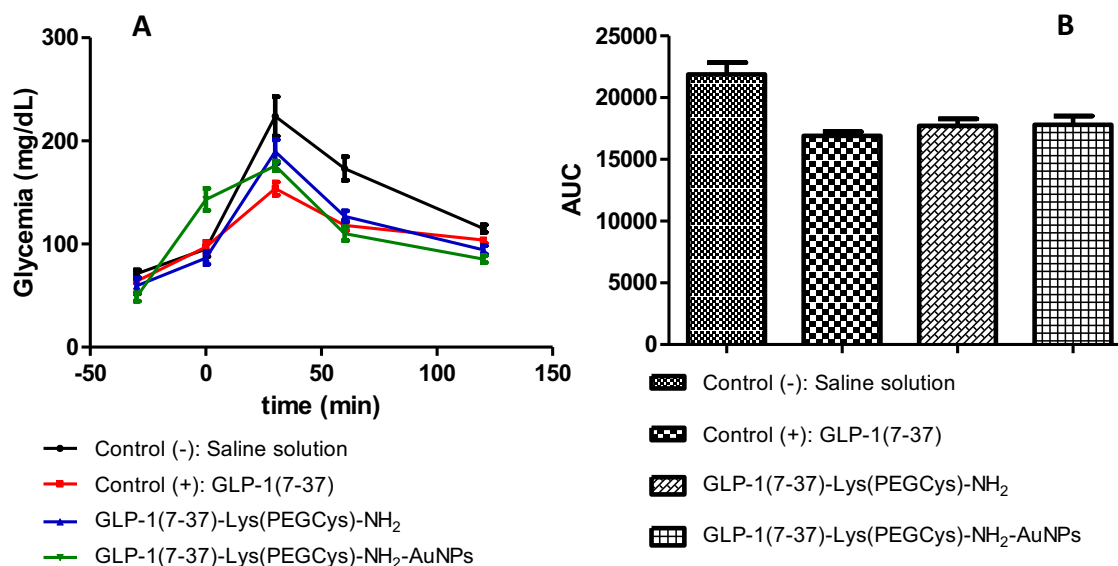 A
Glycemia (mg/dL)
300
200
100
0
-50
0
50
100
150
time (min)
Control (-): Saline solution
Control (+): GLP-1(7-37)
GLP-1(7-37)-Lys(PEGCys)-NH2
GLP-1(7-37)-Lys(PEGCys)-NH2-AuNPs
B
AUC
25000
20000
15000
10000
5000
0
Control (-): Saline solution
Control (+): GLP-1(7-37)
GLP-1(7-37)-Lys(PEGCys)-NH2
GLP-1(7-37)-Lys(PEGCys)-NH2-AuNPs